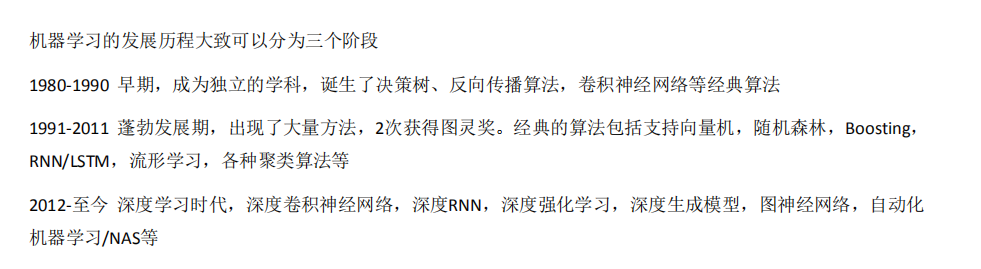 机器学习的发展历程大致可以分为三个阶段
1980-1990 早期，成为独立的学科，诞生了决策树、反向传播算法，卷积神经网络等经典算法
1991-2011 蓬勃发展期，出现了大量方法，2次获得图灵奖。经典的算法包括支持向量机，随机森林，Boosting，
RNN/LSTM，流形学习，各种聚类算法等
2012-至今 深度学习时代，深度卷积神经网络，深度RNN，深度强化学习，深度生成模型，图神经网络，自动化
机器学习/NAS等